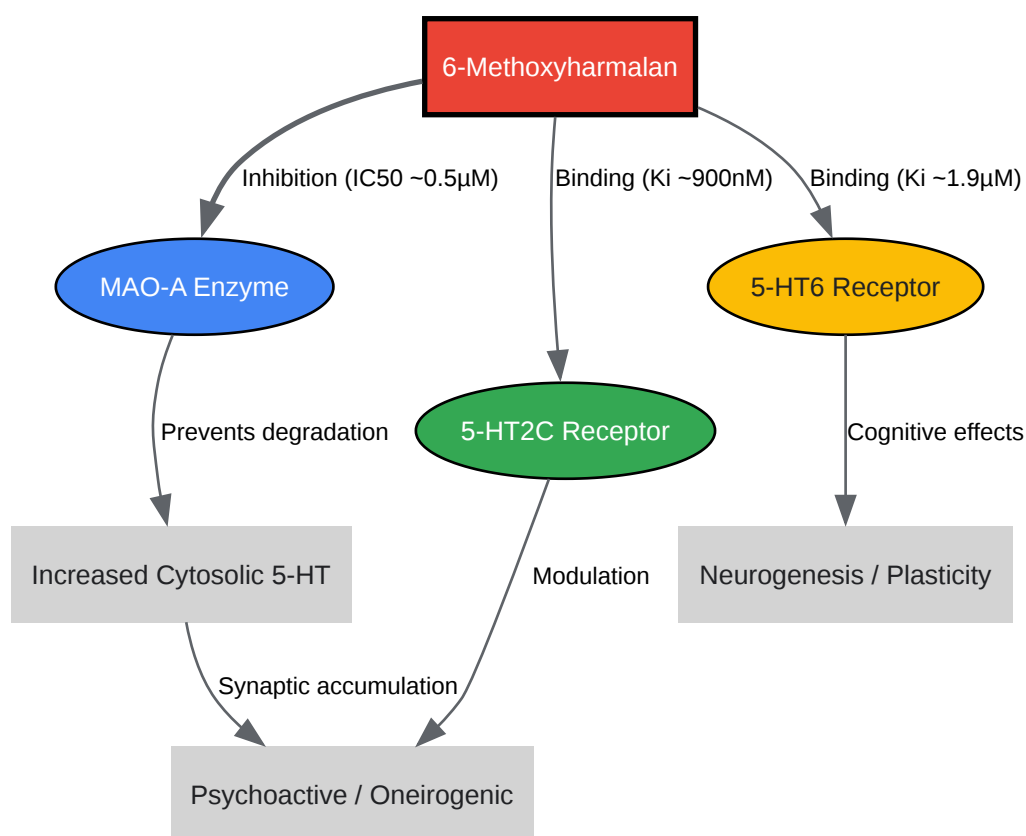 6-Methoxyharmalan
Inhibition (IC50 ~0.5µM)
Binding (Ki ~900nM)
Binding (Ki ~1.9µM)
MAO-A Enzyme
5-HT6 Receptor
5-HT2C Receptor
Prevents degradation
Cognitive effects
Increased Cytosolic 5-HT
Modulation
Neurogenesis / Plasticity
Synaptic accumulation
Psychoactive / Oneirogenic